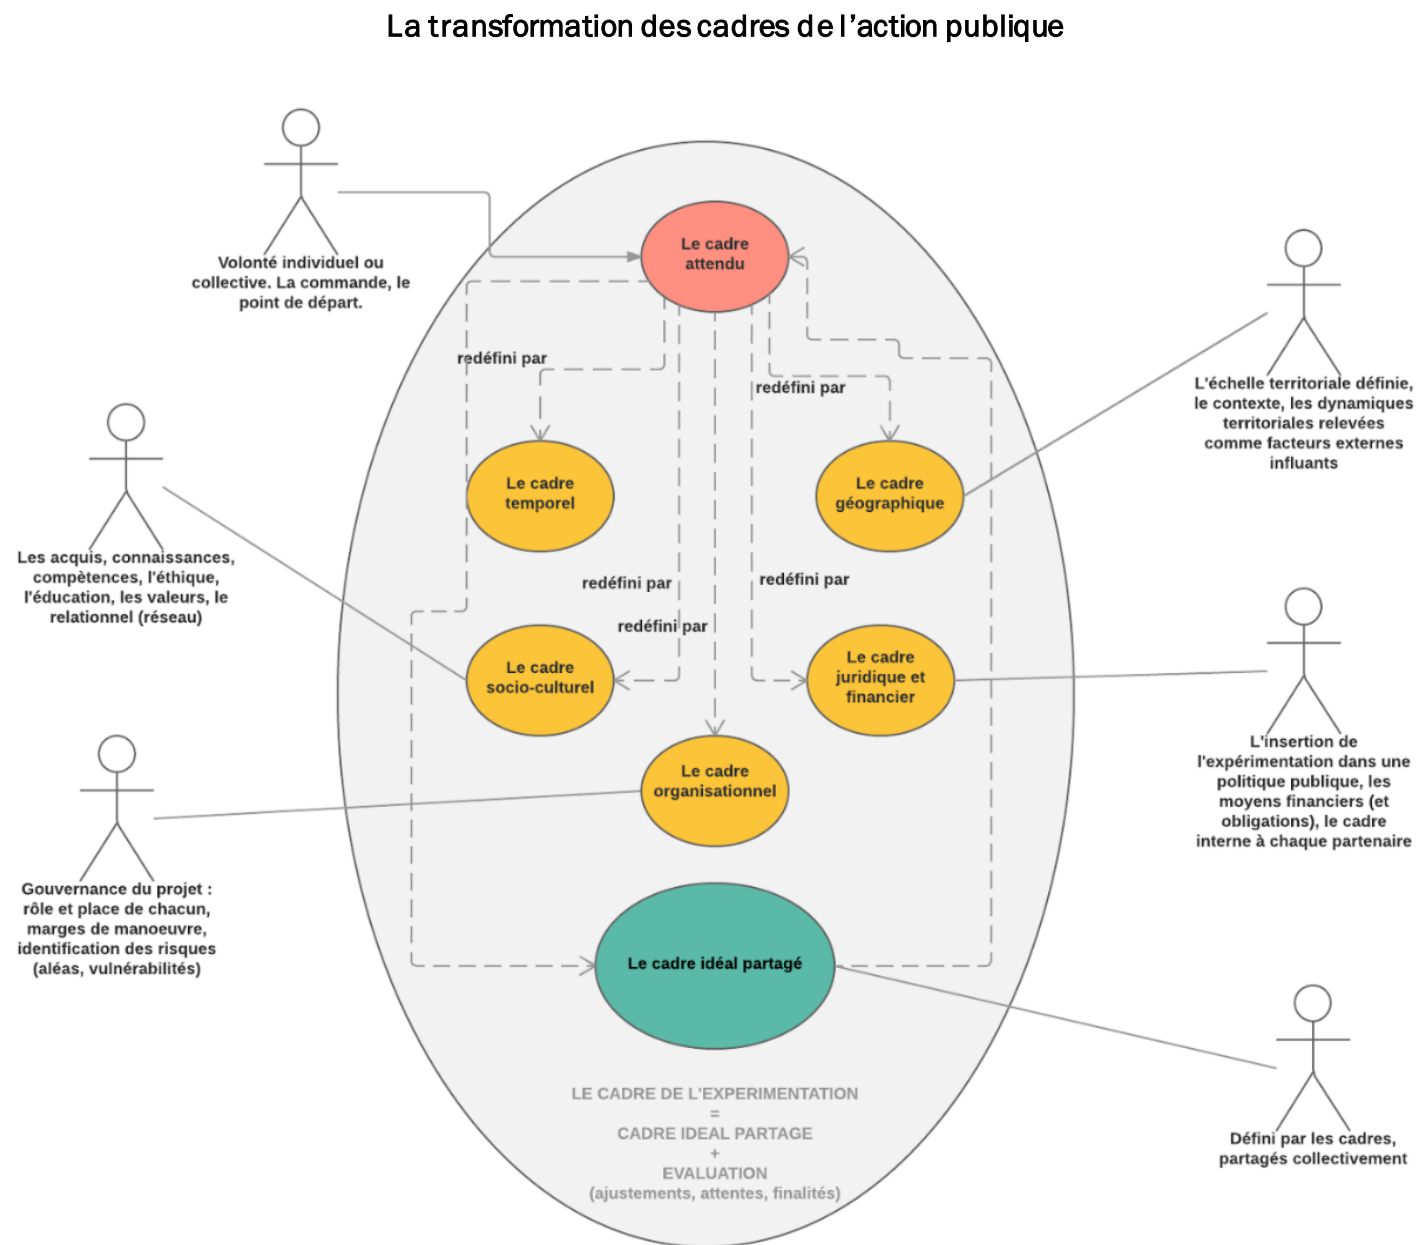 La transformation des cadres de l'action publique
Le cadre
attendu
Volonté individuel ou
collective. La commande, le
point de départ.
redéfini par
redéfini par
L'échelle territoriale définie,
le contexte, les dynamiques
territoriales relevées
comme facteurs externes
influants
Le cadre
temporel
Le cadre
géographique
Les acquis, connaissances,
compètences, l'éthique,
l'éducation, les valeurs, le
relationnel (réseau)
redéfini par
redéfini par
redéfini par
Le cadre
socio-culturel
Le cadre
juridique et
financier
L'insertion de
l'expérimentation dans une
politique publique, les
moyens financiers (et
obligations), le cadre
interne à chaque partenaire
Le cadre
organisationnel
Gouvernance du projet :
rôle et place de chacun,
marges de manoeuvre,
identification des risques
(aléas, vulnérabilités)
Le cadre idéal partagé
LE CADRE DE L'EXPERIMENTATION
=
CADRE IDEAL PARTAGE
+
EVALUATION
(ajustements, attentes, finalités)
Défini par les cadres,
partagés collectivement